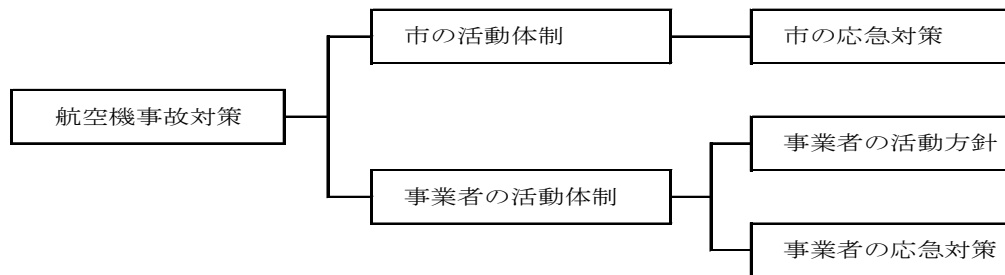 市の活動体制
市の応急対策
航空機事故対策
事業者の活動方針
事業者の活動体制
事業者の応急対策